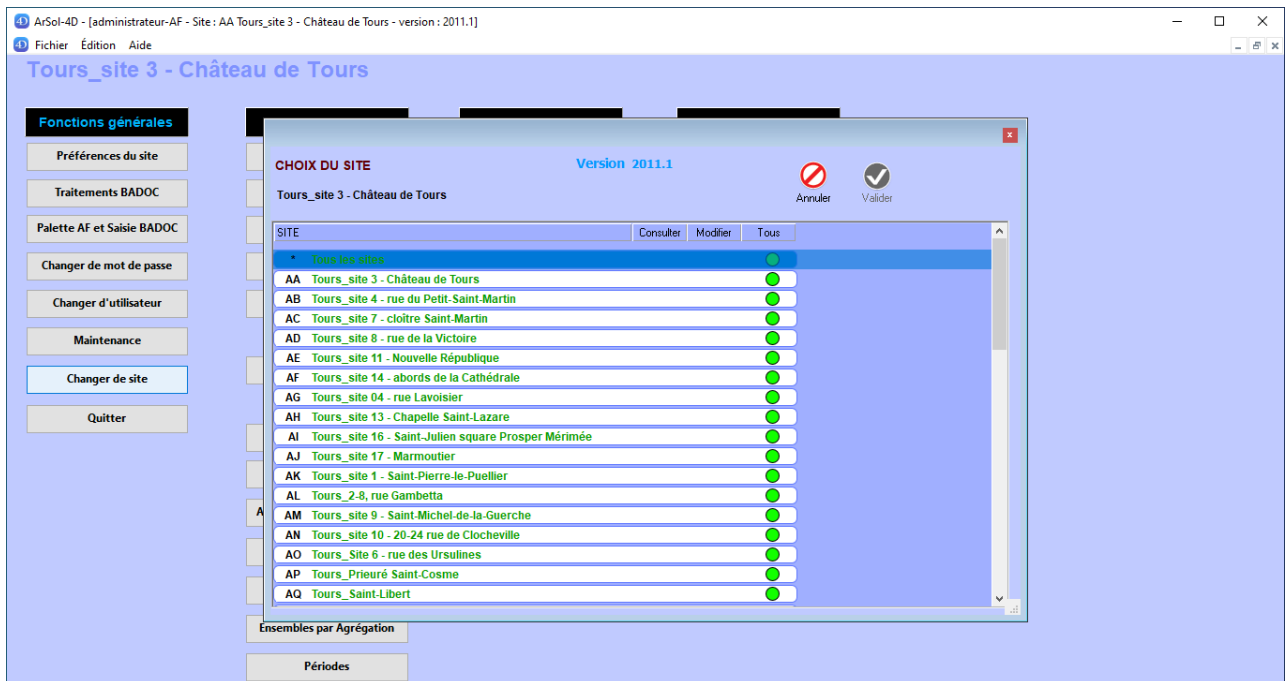 ArSol-4D - [administrateur-AF - Site : AA Tours_site 3 - Château de Tours - version : 2011.1]
Fichier Édition Aide
Tours_site 3 - Château de Tours
Fonctions générales
Préférences du site
Traitements BADOC
Palette AF et Saisie BADOC
Changer de mot de passe
Changer d'utilisateur
Maintenance
Changer de site
Quitter
CHOIX DU SITE
Version 2011.1
Annuler
Valider
Tours_site 3 - Château de Tours
SITE Consulter Modifier Tous
* Tous les sites
AA Tours_site 3 - Château de Tours
AB Tours_site 4 - rue du Petit-Saint-Martin
AC Tours_site 7 - cloître Saint-Martin
AD Tours_site 8 - rue de la Victoire
AE Tours_site 11 - Nouvelle République
AF Tours_site 14 - abords de la Cathédrale
AG Tours_site 04 - rue Lavoisier
AH Tours_site 13 - Chapelle Saint-Lazare
AI Tours_site 16 - Saint-Julien square Prosper Mérimée
AJ Tours_site 17 - Marmoutier
AK Tours_site 1 - Saint-Pierre-le-Puellier
AL Tours_2-8, rue Gambetta
AM Tours_site 9 - Saint-Michel-de-la-Guerche
AN Tours_site 10 - 20-24 rue de Clocheville
AO Tours_Site 6 - rue des Ursulines
AP Tours_Prieuré Saint-Cosme
AQ Tours_Saint-Libert
A
Ensembles par Agrégation
Périodes